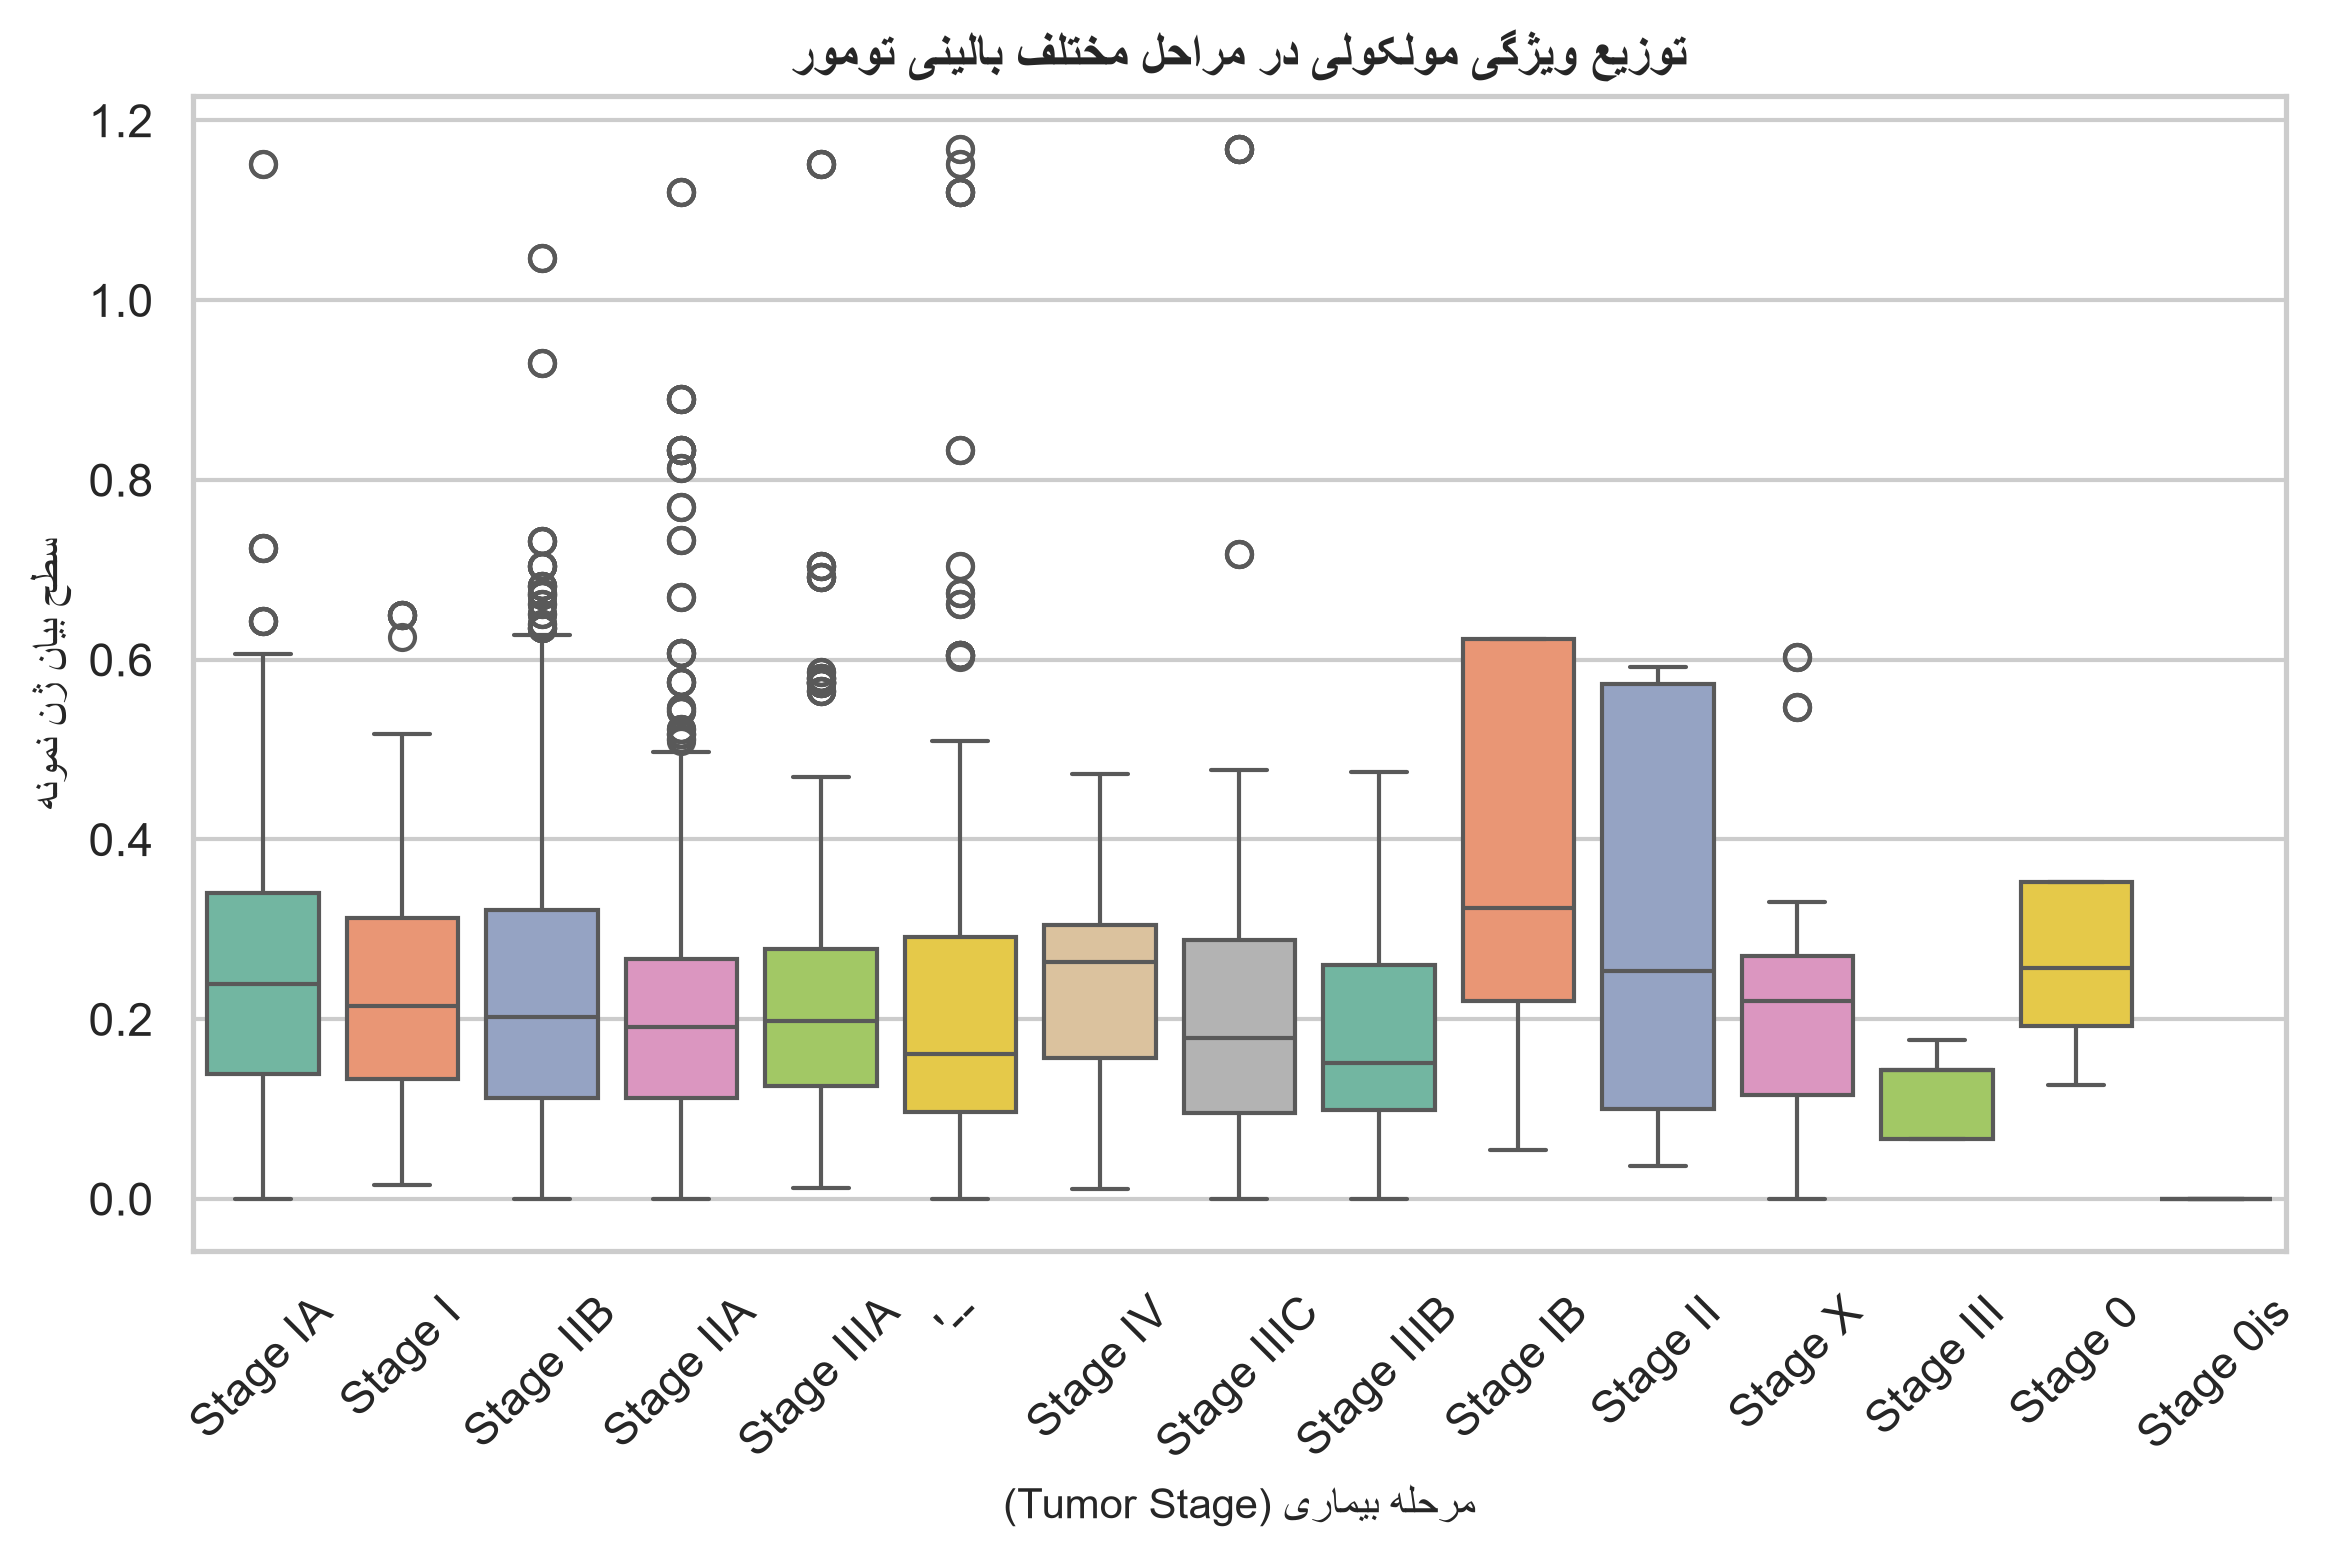 توزیع ویژگی مولکولی در مراحل مختلف بالینی تومور
سطح بیان ژن نمونه
1.2
1.0
0.8
0.6
0.4
0.2
0.0
Stage IA
Stage I
Stage IIB
Stage IIA
Stage IIIA
'--
Stage IV
Stage IIIC
Stage IIIB
Stage IB
Stage II
Stage X
Stage III
Stage 0
Stage 0is
مرحله بیماری (Tumor Stage)